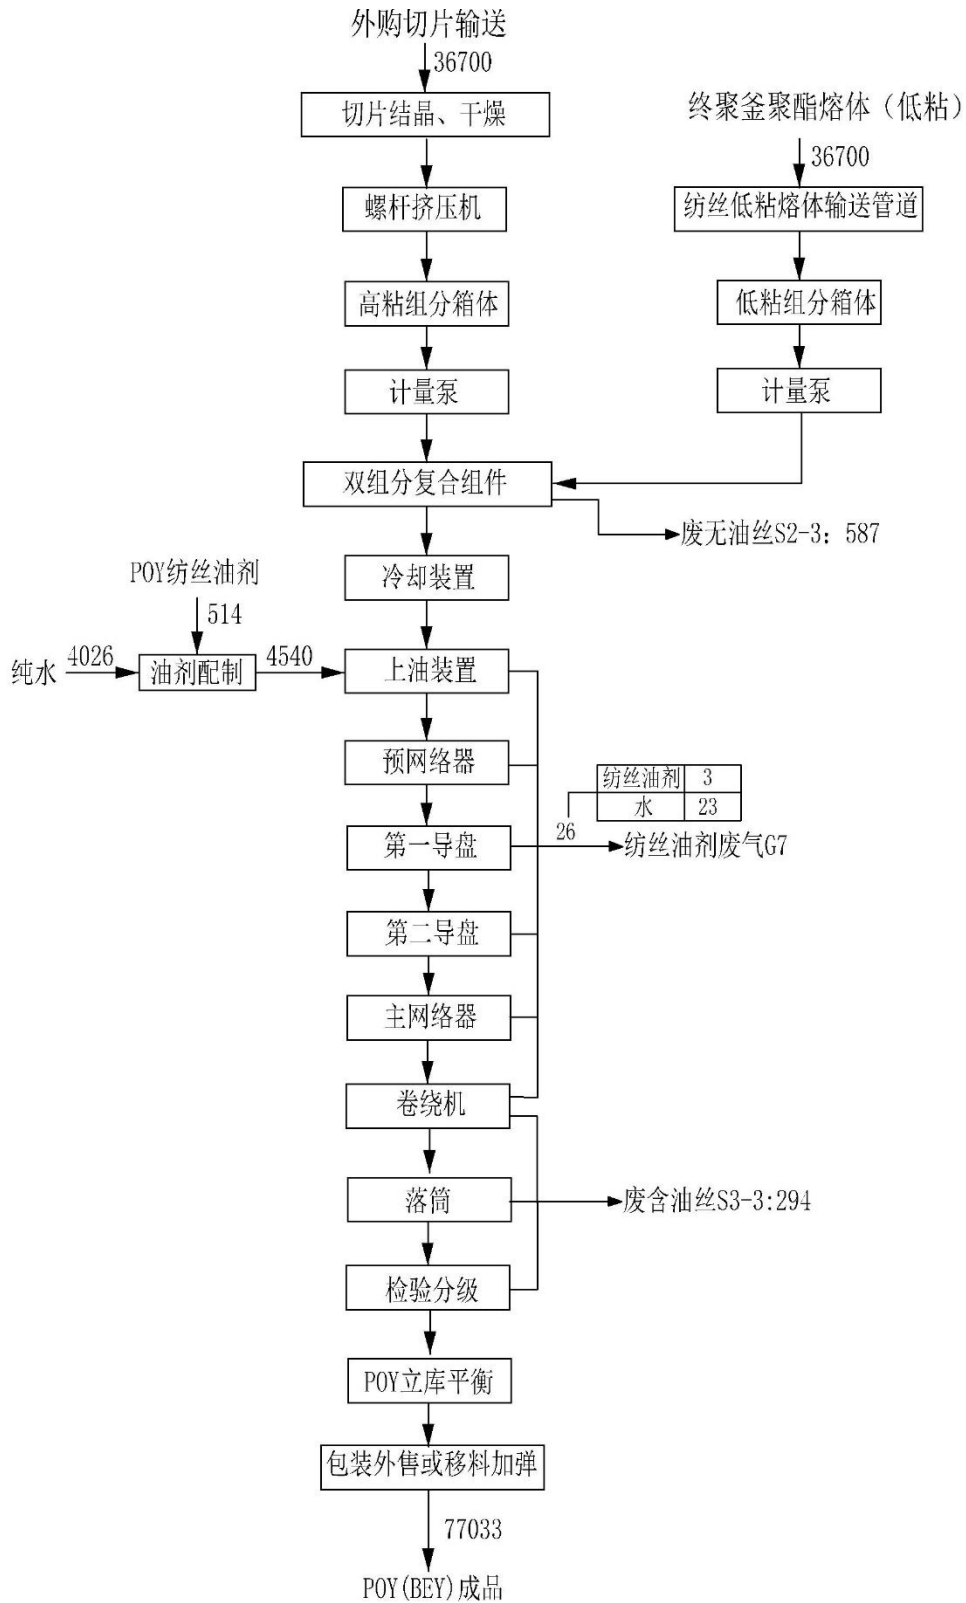 外购切片输送
36700
切片结晶、干燥
终聚釜聚酯熔体（低粘）
36700
螺杆挤压机
纺丝低粘熔体输送管道
高粘组分箱体
低粘组分箱体
计量泵
计量泵
双组分复合组件
废无油丝S2-3: 587
冷却装置
POY纺丝油剂
514
纯水
4026
油剂配制
4540
上油装置
预网络器
纺丝油剂 3
水 23
26
第一导盘
纺丝油剂废气G7
第二导盘
主网络器
卷绕机
落筒
废含油丝S3-3:294
检验分级
POY立库平衡
包装外售或移料加弹
77033
POY(BEY)成品